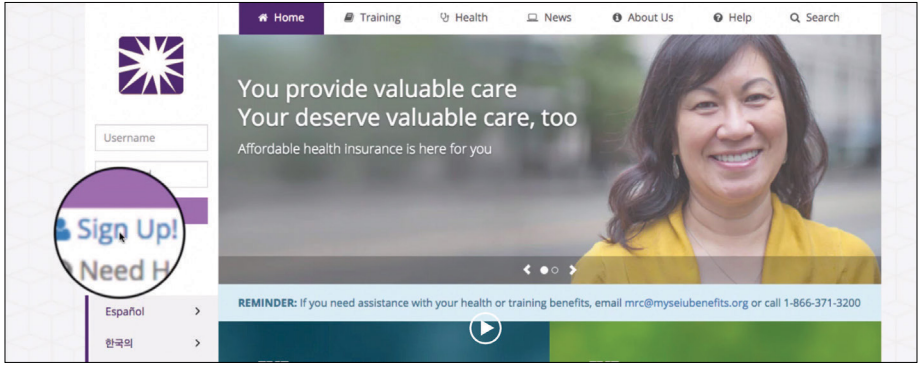 Home
Training
Health
News
About Us
Help
Search
Username
Sign Up!
Need H
Español
한국의
You provide valuable care
Your deserve valuable care, too
Affordable health insurance is here for you
REMINDER: If you need assistance with your health or training benefits, email mrc@myseiubenefits.org or call 1-866-371-3200